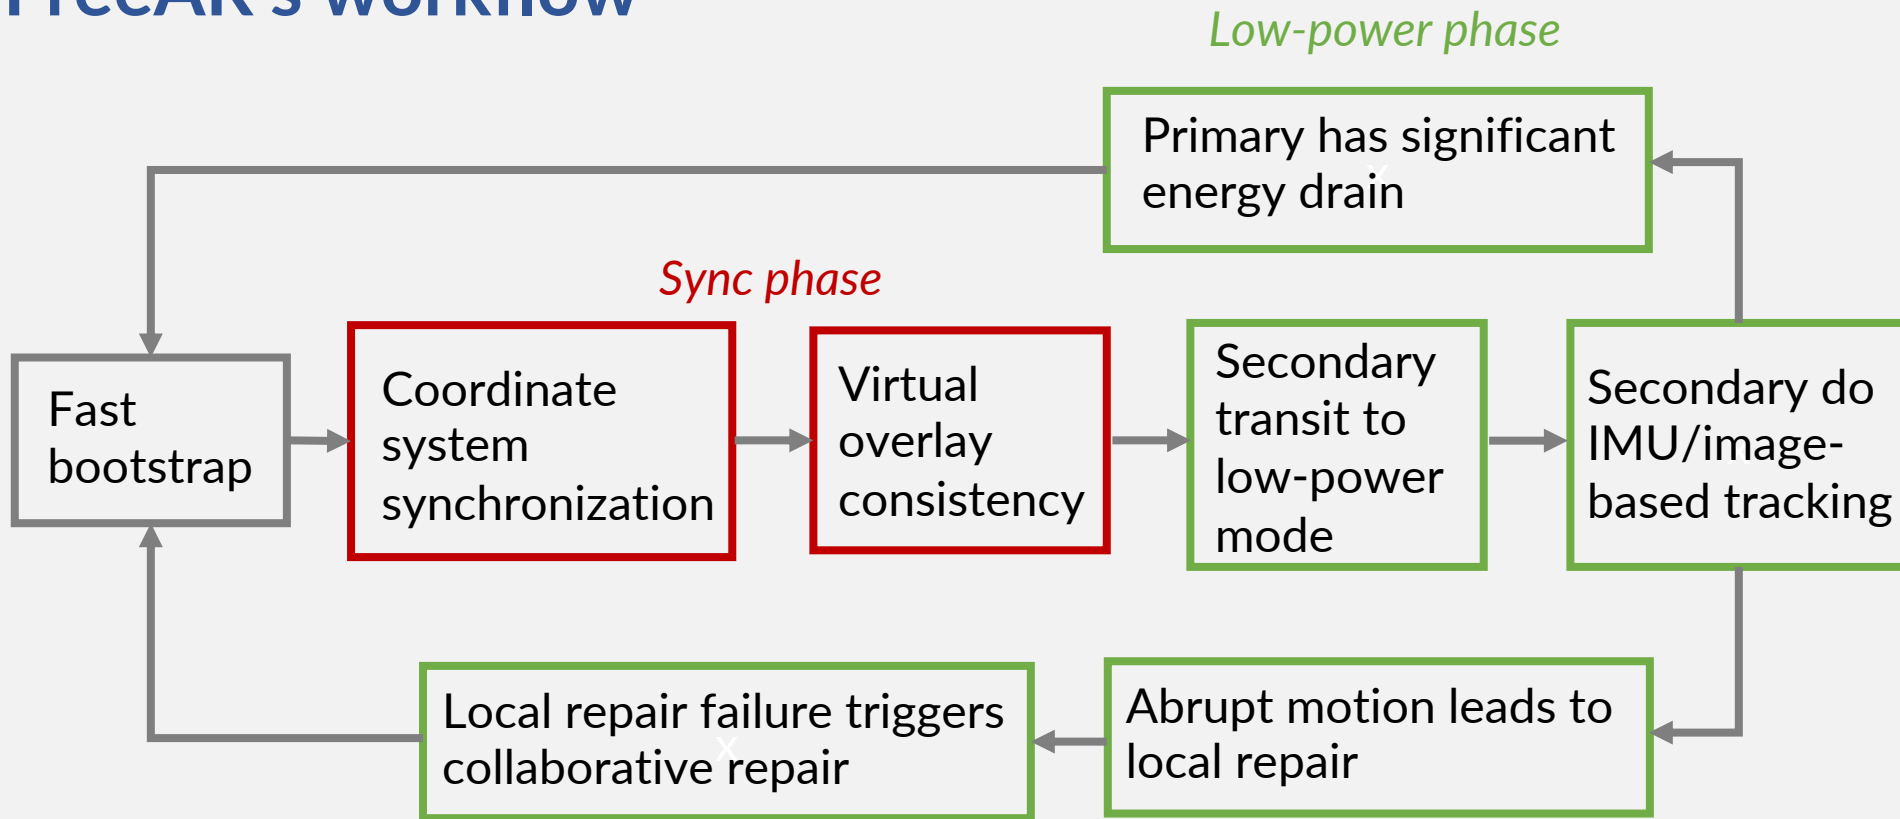 FreeAR's workflow
Low-power phase
Primary has significant
energy drain
Sync phase
Fast
bootstrap
Coordinate
system
synchronization
Virtual
overlay
consistency
Secondary
transit to
low-power
mode
Secondary do
IMU/image-
based tracking
Local repair failure triggers
collaborative repair
Abrupt motion leads to
local repair
x
x